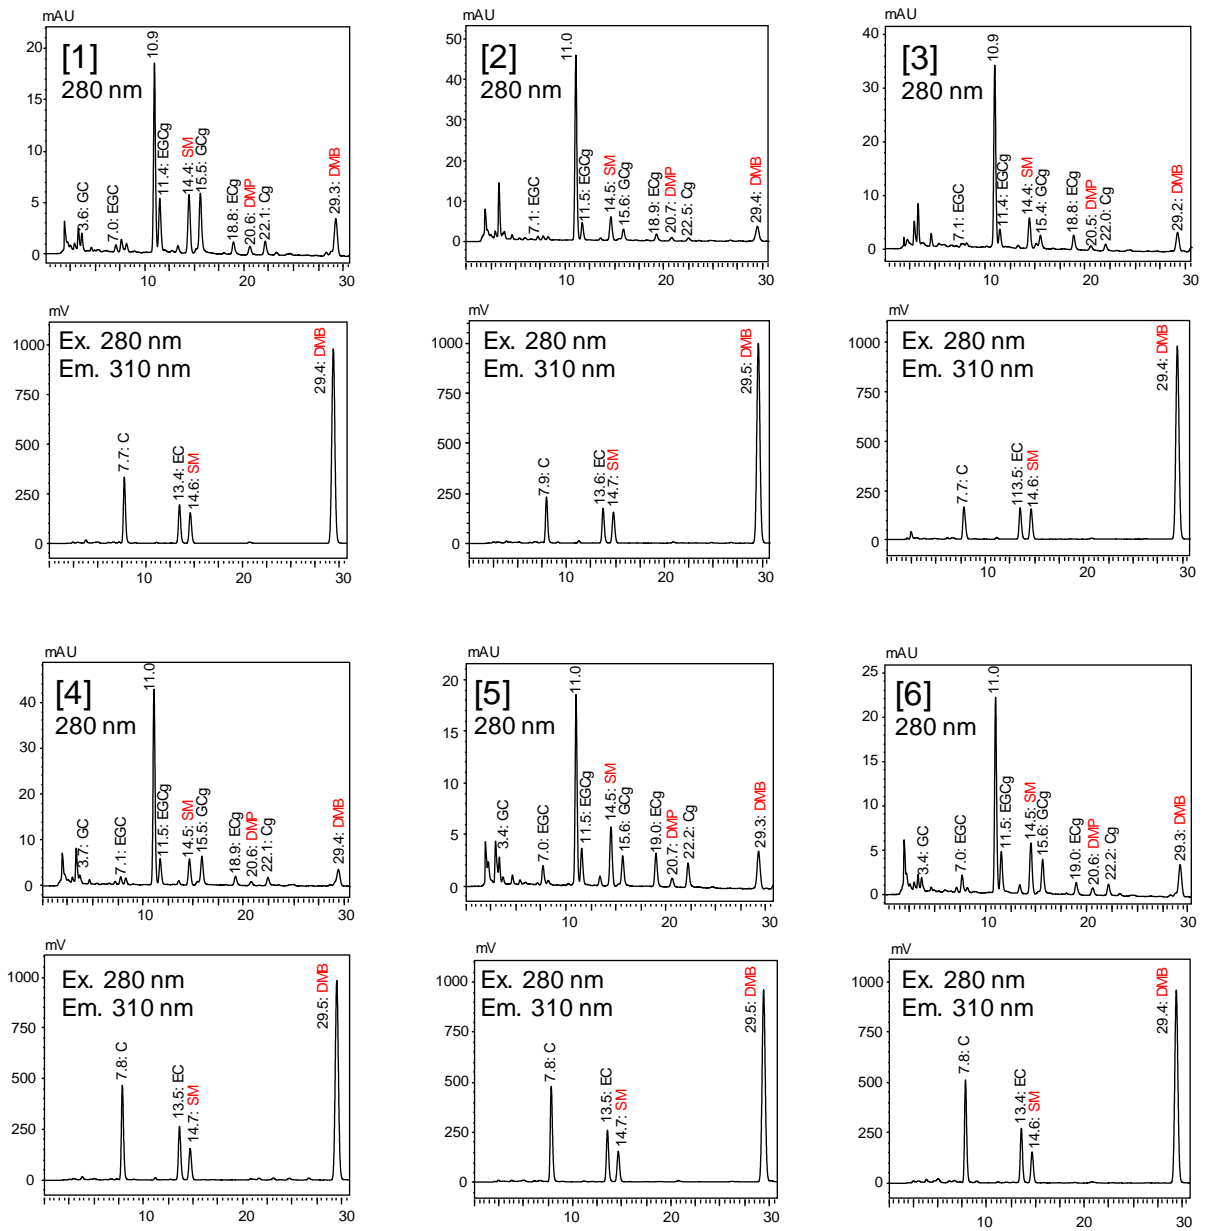 mAU
[1]
280 nm
20
15
10
5
0
10.9
3.6: GC
7.0: EGC
11.4: EGCg
14.4: SM
15.5: GCg
18.8: ECg
20.6: DMP
22.1: Cg
29.3: DMB
10 20 30
mAU
[2]
280 nm
50
40
30
20
10
0
11.0
7.1: EGC
11.5: EGCg
14.5: SM
15.6: GCg
18.9: ECg
20.7: DMP
22.5: Cg
29.4: DMB
10 20 30
mAU
[3]
280 nm
40
30
20
10
0
10.9
7.1: EGC
11.4: EGCg
14.4: SM
15.4: GCg
18.8: ECg
20.5: DMP
22.0: Cg
29.2: DMB
10 20 30
mV
Ex. 280 nm
Em. 310 nm
1000
750
500
250
0
7.7: C
13.4: EC
14.6: SM
29.4: DMB
10 20 30
mV
Ex. 280 nm
Em. 310 nm
1000
750
500
250
0
7.9: C
13.6: EC
14.7: SM
29.5: DMB
10 20 30
mV
Ex. 280 nm
Em. 310 nm
1000
750
500
250
0
7.7: C
113.5: EC
14.6: SM
29.4: DMB
10 20 30
mAU
[4]
280 nm
40
30
20
10
0
11.0
3.7: GC
7.1: EGC
11.5: EGCg
14.5: SM
15.5: GCg
18.9: ECg
20.6: DMP
22.1: Cg
29.4: DMB
10 20 30
mAU
[5]
280 nm
20
15
10
5
0
11.0
3.4: GC
7.0: EGC
11.5: EGCg
14.5: SM
15.6: GCg
19.0: ECg
20.7: DMP
22.2: Cg
29.3: DMB
10 20 30
mAU
[6]
280 nm
25
20
15
10
5
0
11.0
3.4: GC
7.0: EGC
11.5: EGCg
14.5: SM
15.6: GCg
19.0: ECg
20.6: DMP
22.2: Cg
29.3: DMB
10 20 30
mV
Ex. 280 nm
Em. 310 nm
1000
750
500
250
0
7.8: C
13.5: EC
14.7: SM
29.5: DMB
10 20 30
mV
Ex. 280 nm
Em. 310 nm
1000
750
500
250
0
7.8: C
13.5: EC
14.7: SM
29.5: DMB
10 20 30
mV
Ex. 280 nm
Em. 310 nm
1000
750
500
250
0
7.8: C
13.4: EC
14.6: SM
29.4: DMB
10 20 30